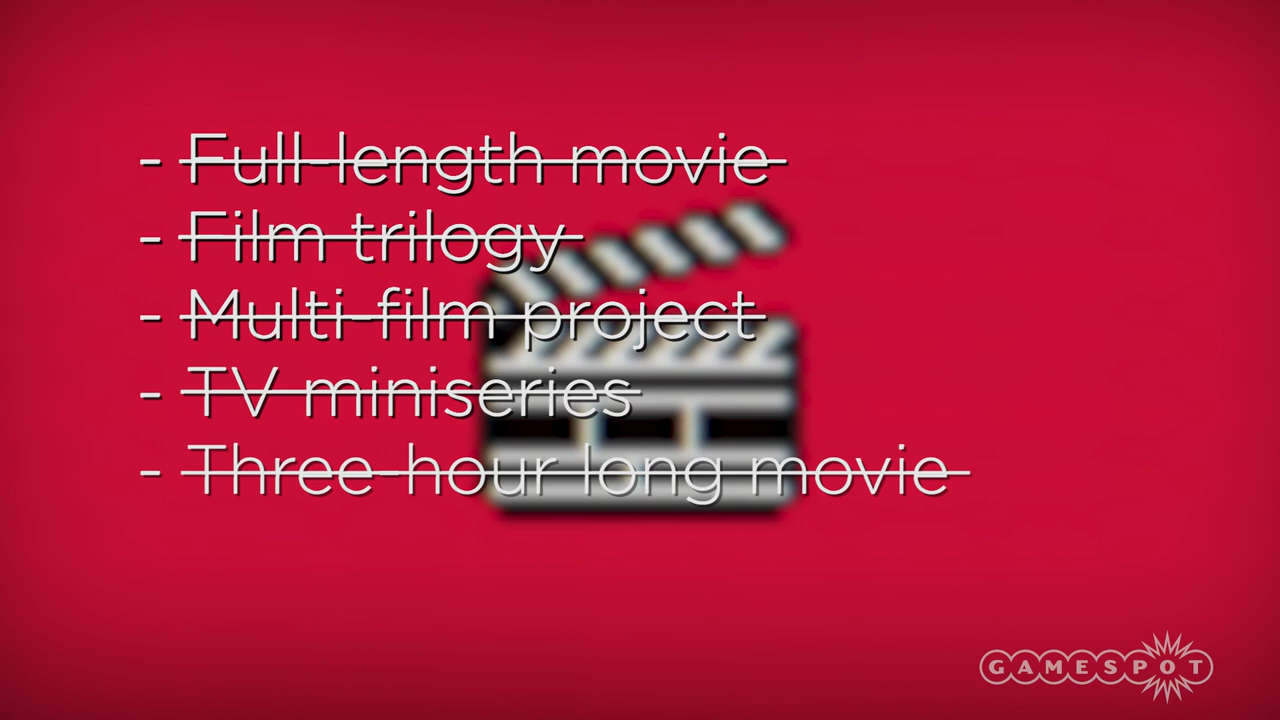 - Full-length movie
- Film trilogy
- Multi-film project
- TV miniseries
- Three-hour long movie
GAMESPOT